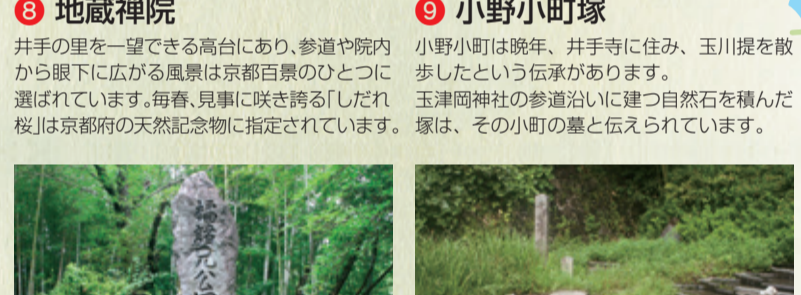 8 地蔵禅院
井手の里を一望できる高台にあり、参道や院内
から眼下に広がる風景は京都百景のひとつに
選ばれています。毎春、見事に咲き誇る「しだれ
桜」は京都府の天然記念物に指定されています。
9 小野小町塚
小野小町は晩年、井手寺に住み、玉川堤を散
歩したという伝承があります。
玉津岡神社の参道沿いに建つ自然石を積んだ
塚は、その小町の墓と伝えられています。
橘諸兄公